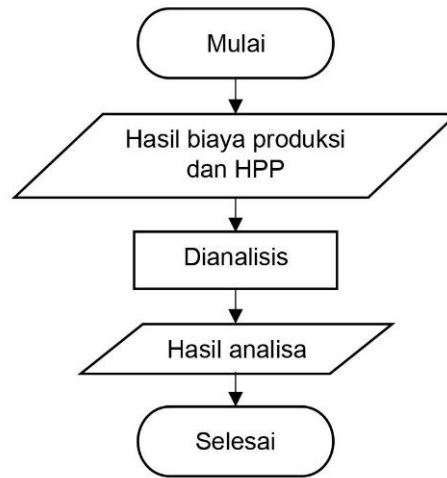 Mulai
Hasil biaya produksi
dan HPP
Dianalisis
Hasil analisa
Selesai